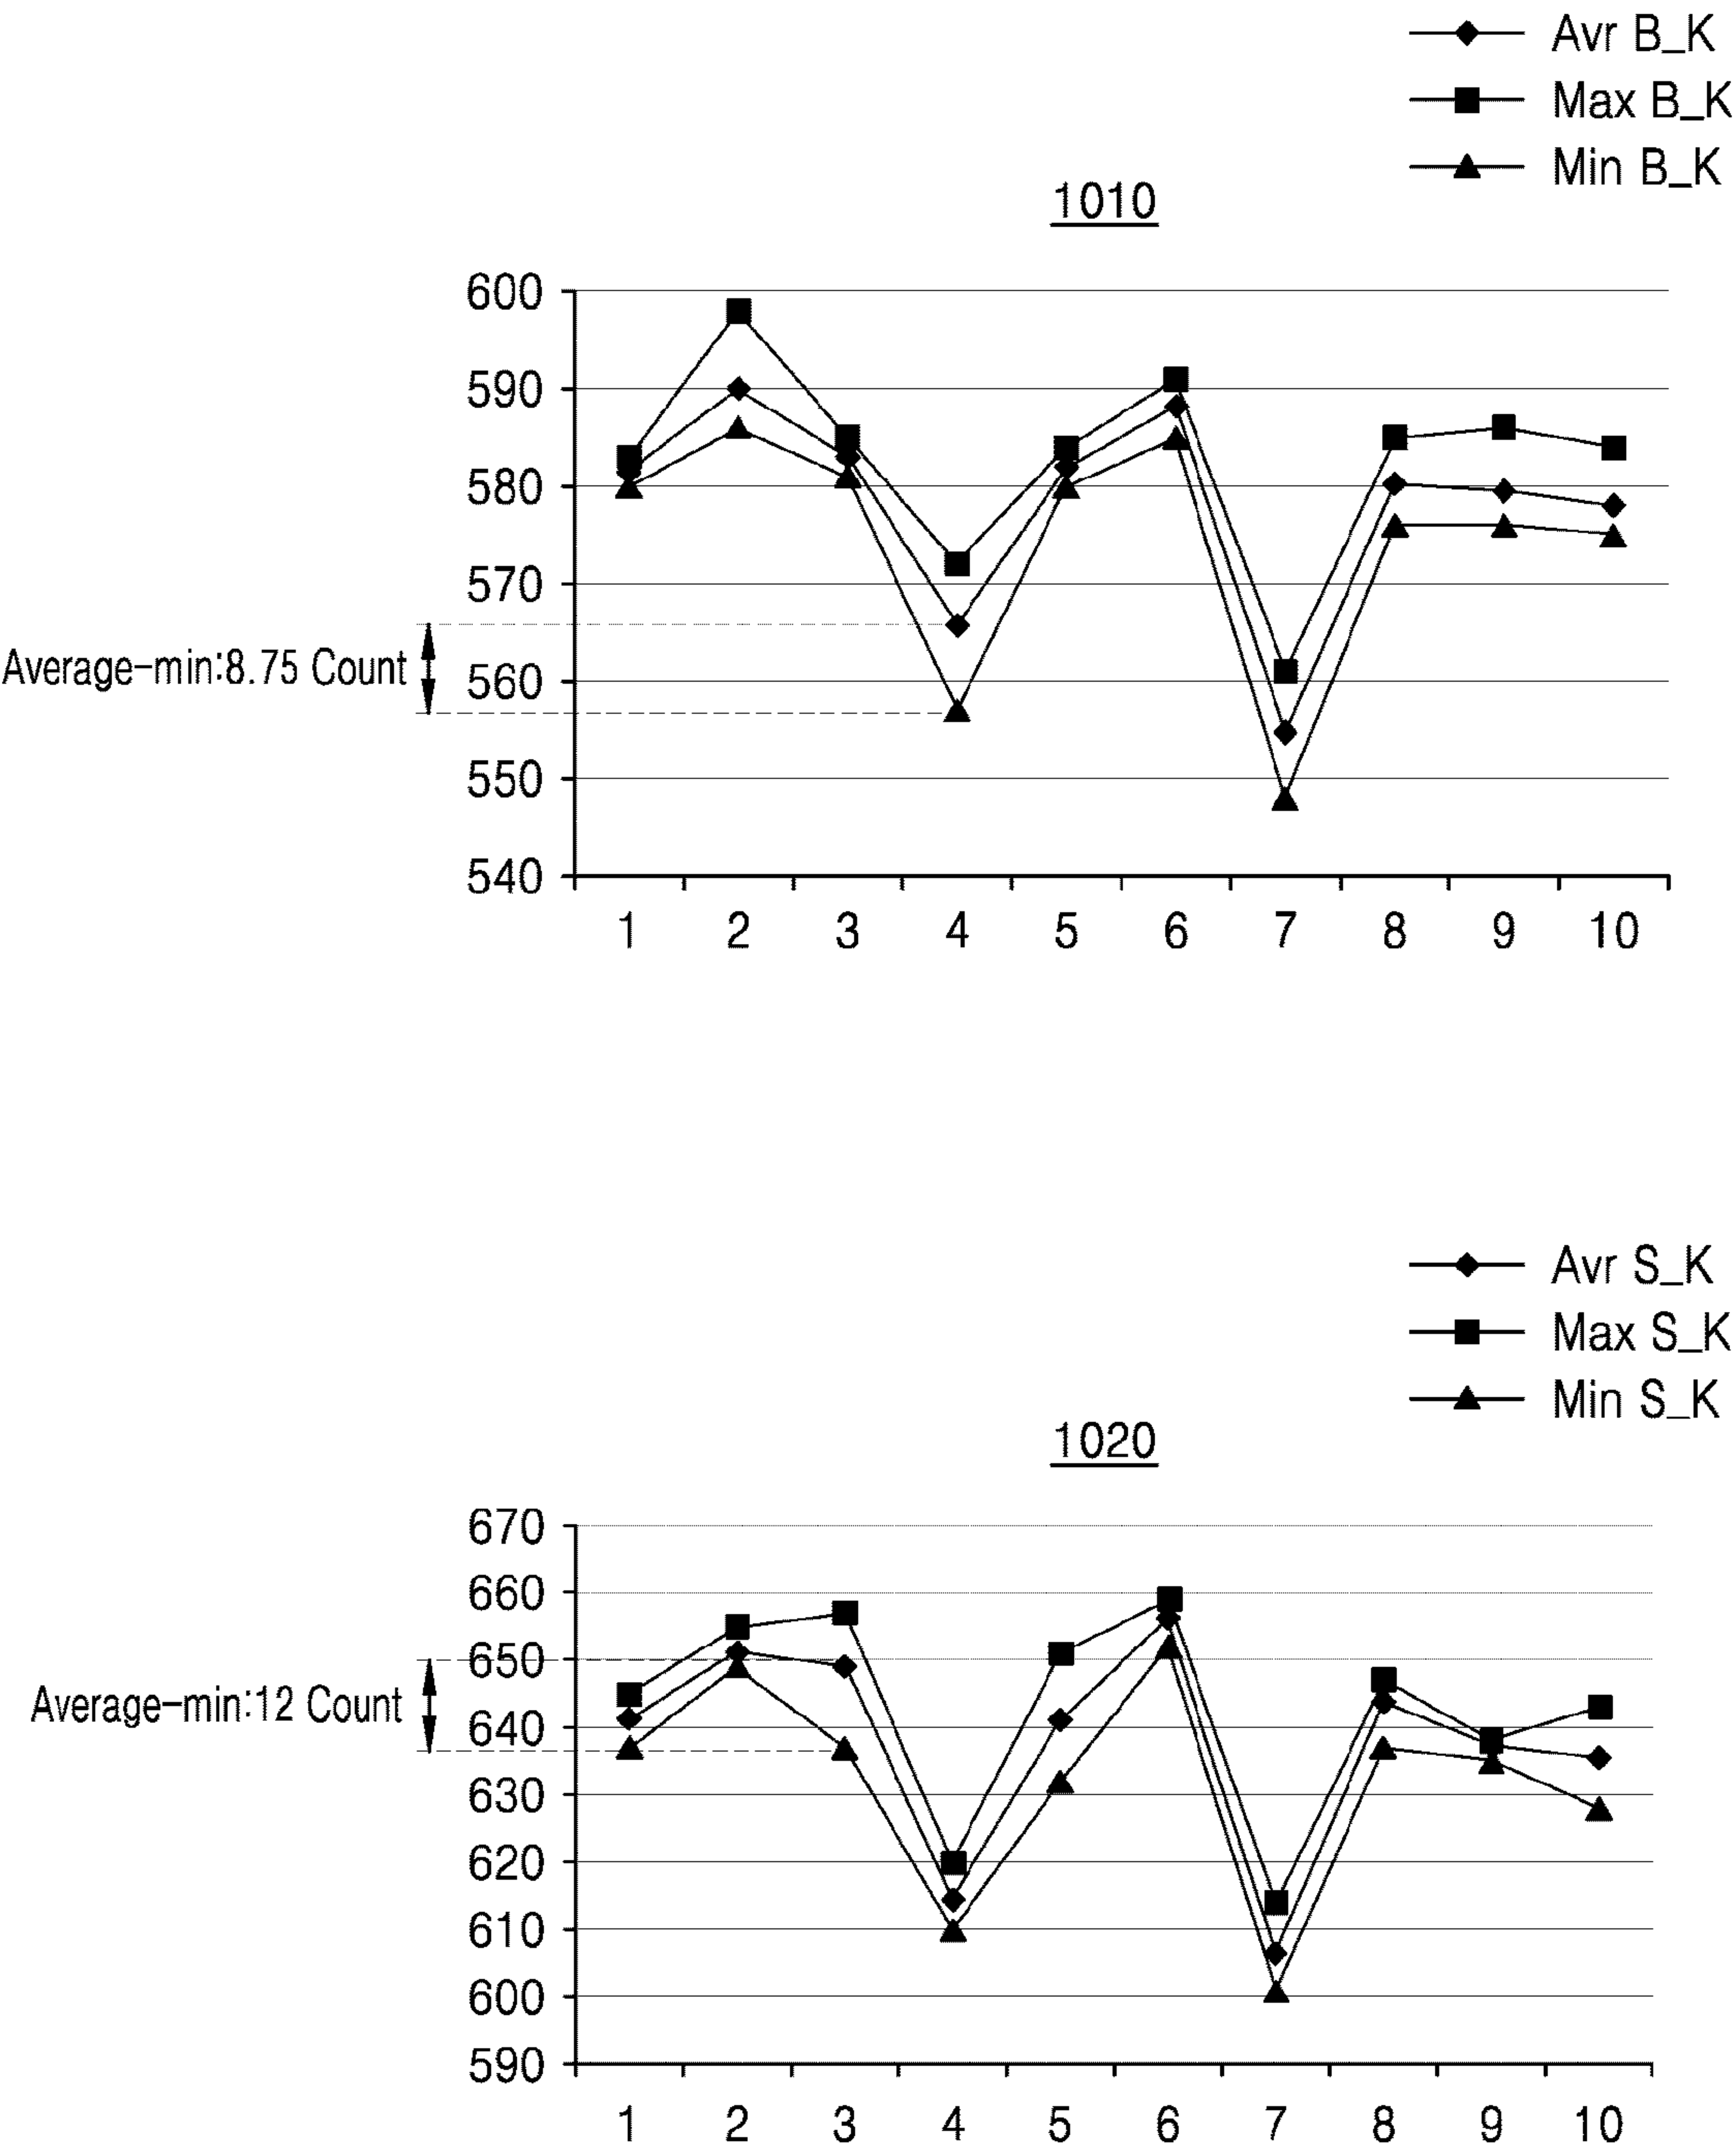 Avr B_K
Max B_K
Min B_K
1010
600
590
580
570
Average-min:8.75 Count
560
550
540
1 2 3 4 5 6 7 8 9 10
Avr S_K
Max S_K
Min S_K
1020
670
660
650
Average-min:12 Count
640
630
620
610
600
590
1 2 3 4 5 6 7 8 9 10